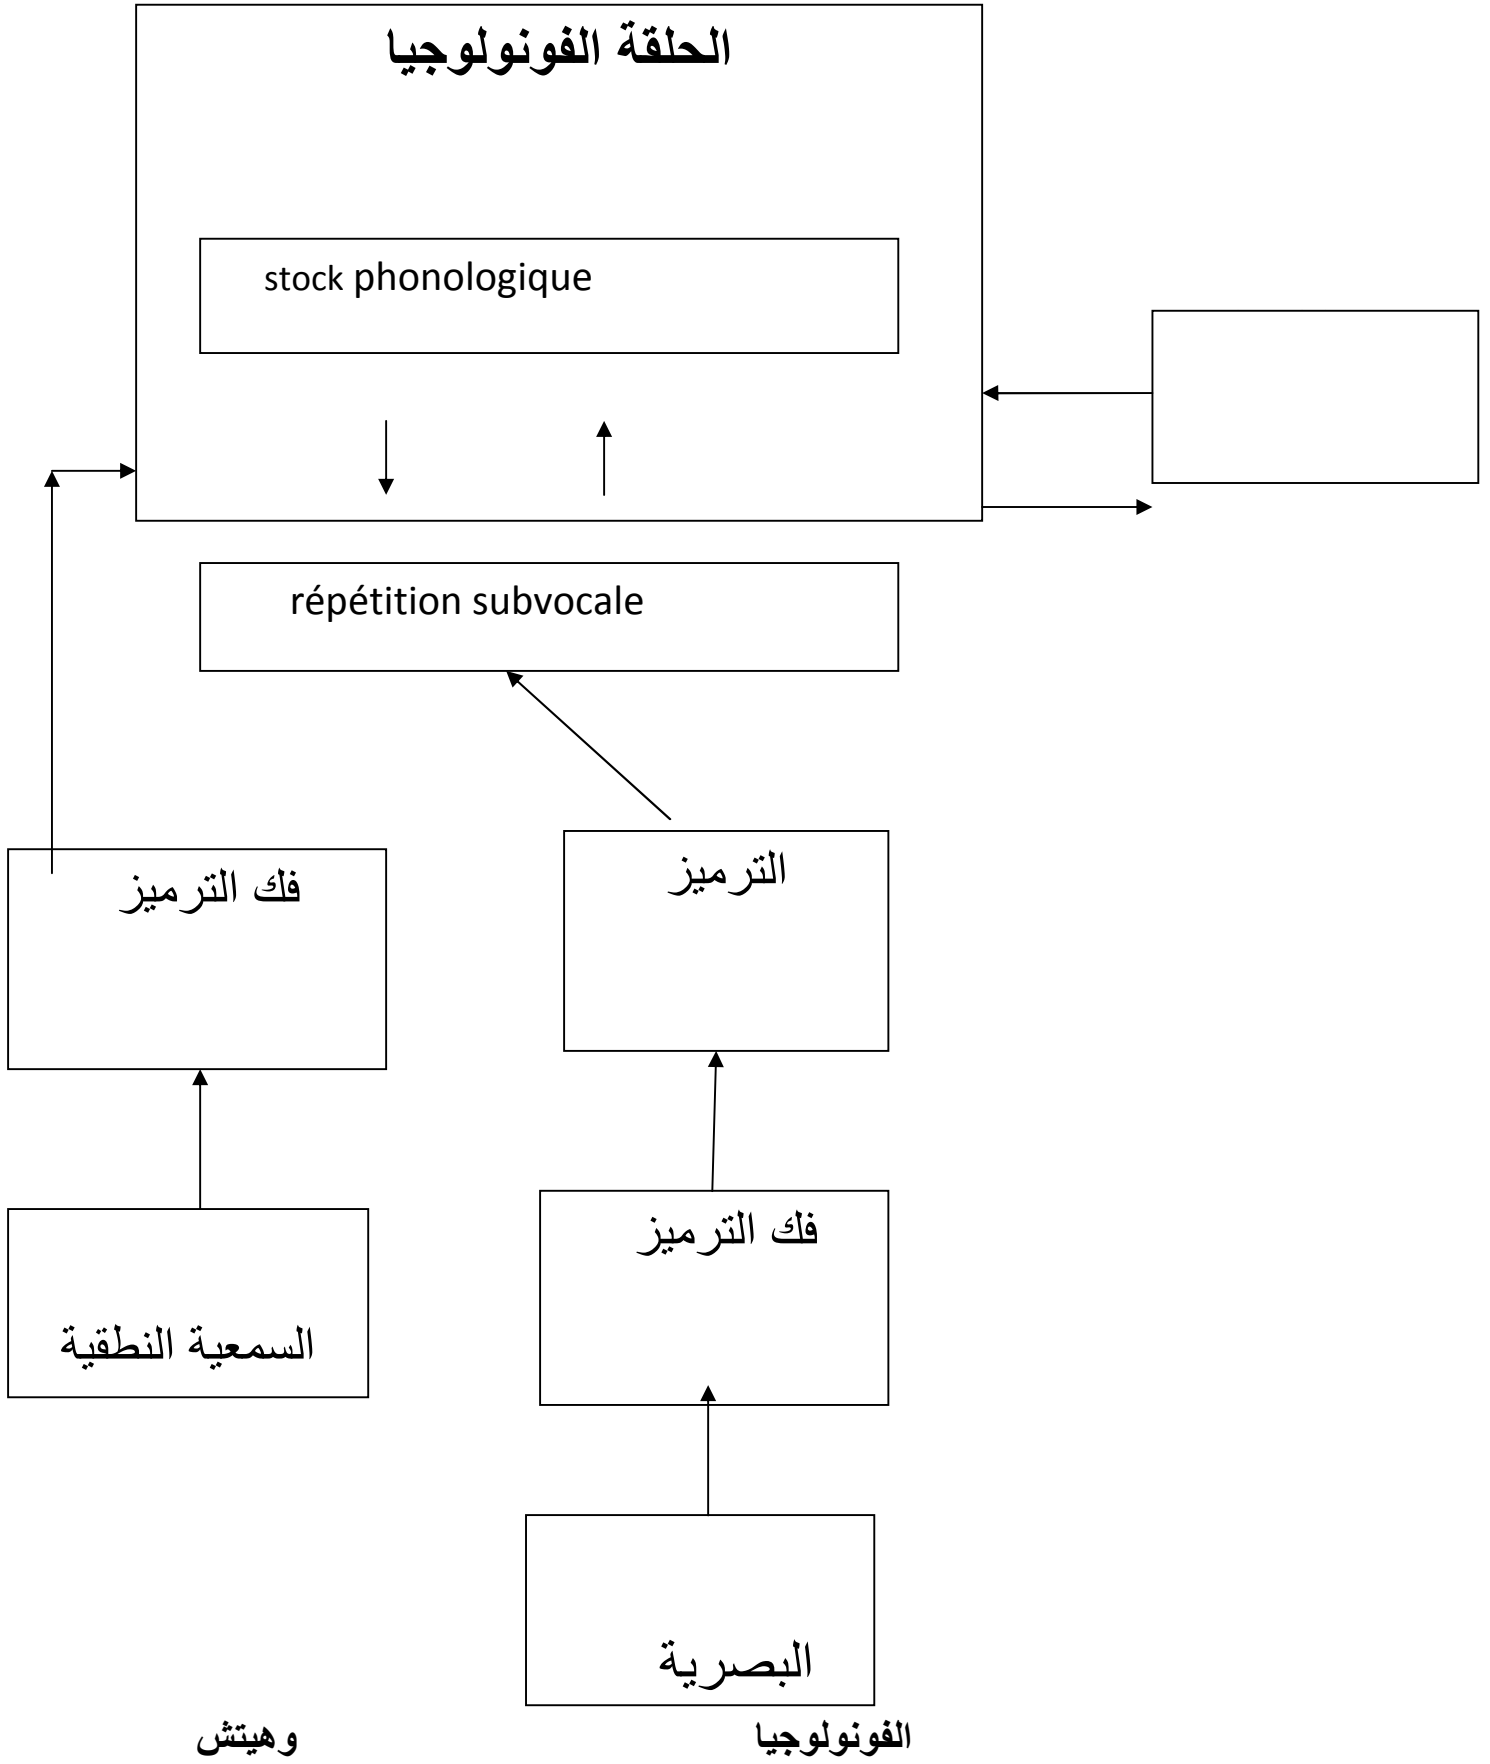 الحلقة الفونولوجيا
stock phonologique
répétition subvocale
الترميز
فك الترميز
فك الترميز
السمعية النطقية
البصرية
الفونولوجيا وهيتش